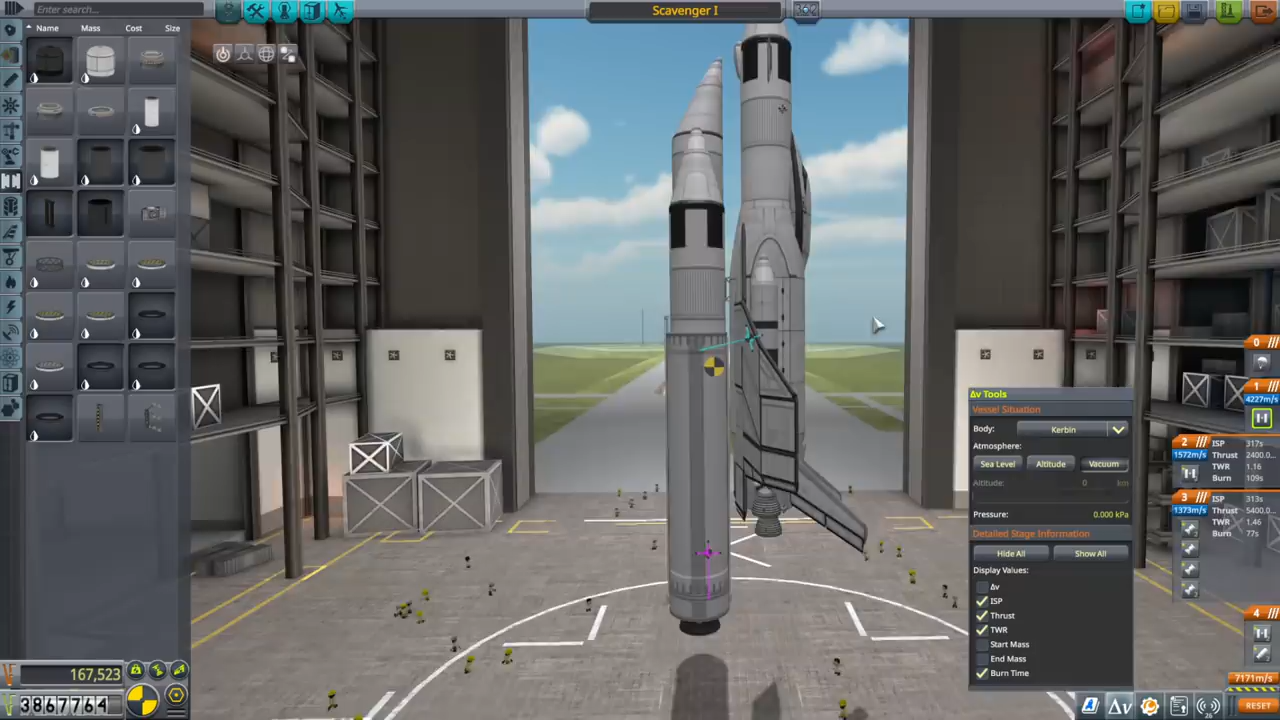 Enter search...
Scavenger I
Name Mass Cost Size
0
1
4227m/s
Δv Tools
Vessel Situation
Body: Kerbin
Atmosphere:
Sea Level Altitude Vacuum
Altitude: 0 km
Pressure: 0.000 kPa
Detailed Stage Information
Hide All Show All
Display Values:
Δv
ISP
Thrust
TWR
Start Mass
End Mass
Burn Time
2 ISP 317s
1572m/s Thrust 2400.0...
TWR 1.16
Burn 109s
3 ISP 313s
1373m/s Thrust 5400.0...
TWR 1.46
Burn 77s
4
7171m/s
RESET
167,523
3867764
Δv